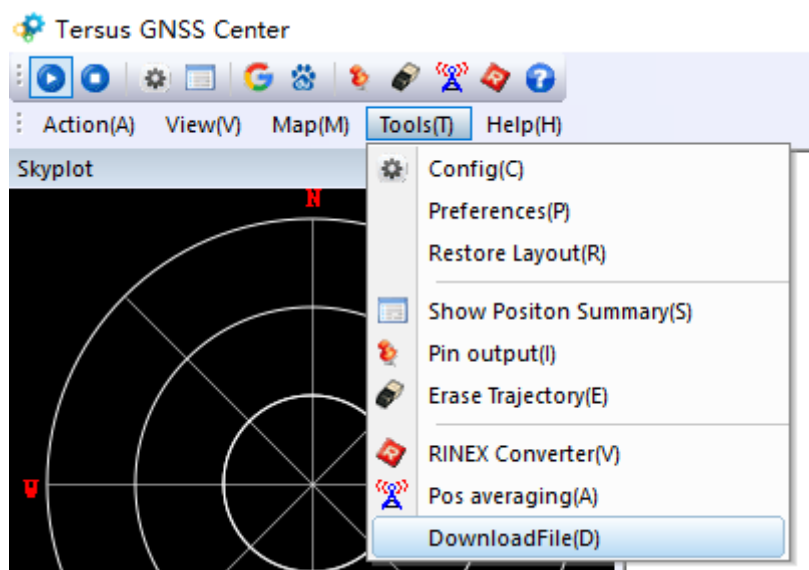 Tersus GNSS Center
Action(A) View(V) Map(M) Tools(T) Help(H)
Skyplot
N
W
Config(C)
Preferences(P)
Restore Layout(R)
Show Positon Summary(S)
Pin output(I)
Erase Trajectory(E)
RINEX Converter(V)
Pos averaging(A)
DownloadFile(D)